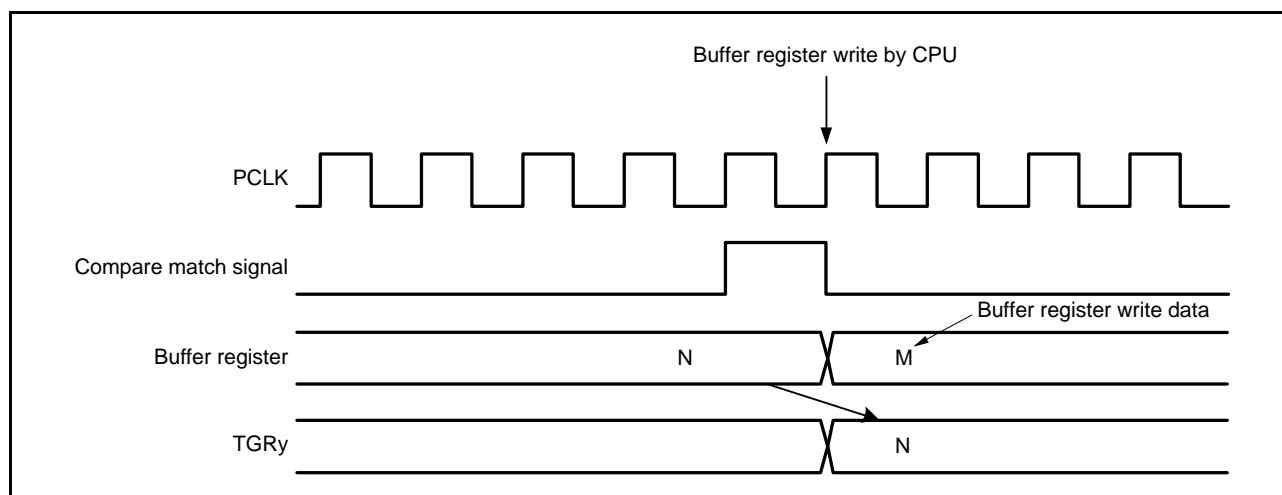 Buffer register write by CPU
PCLK
Compare match signal
Buffer register write data
Buffer register
N
M
TGRy
N